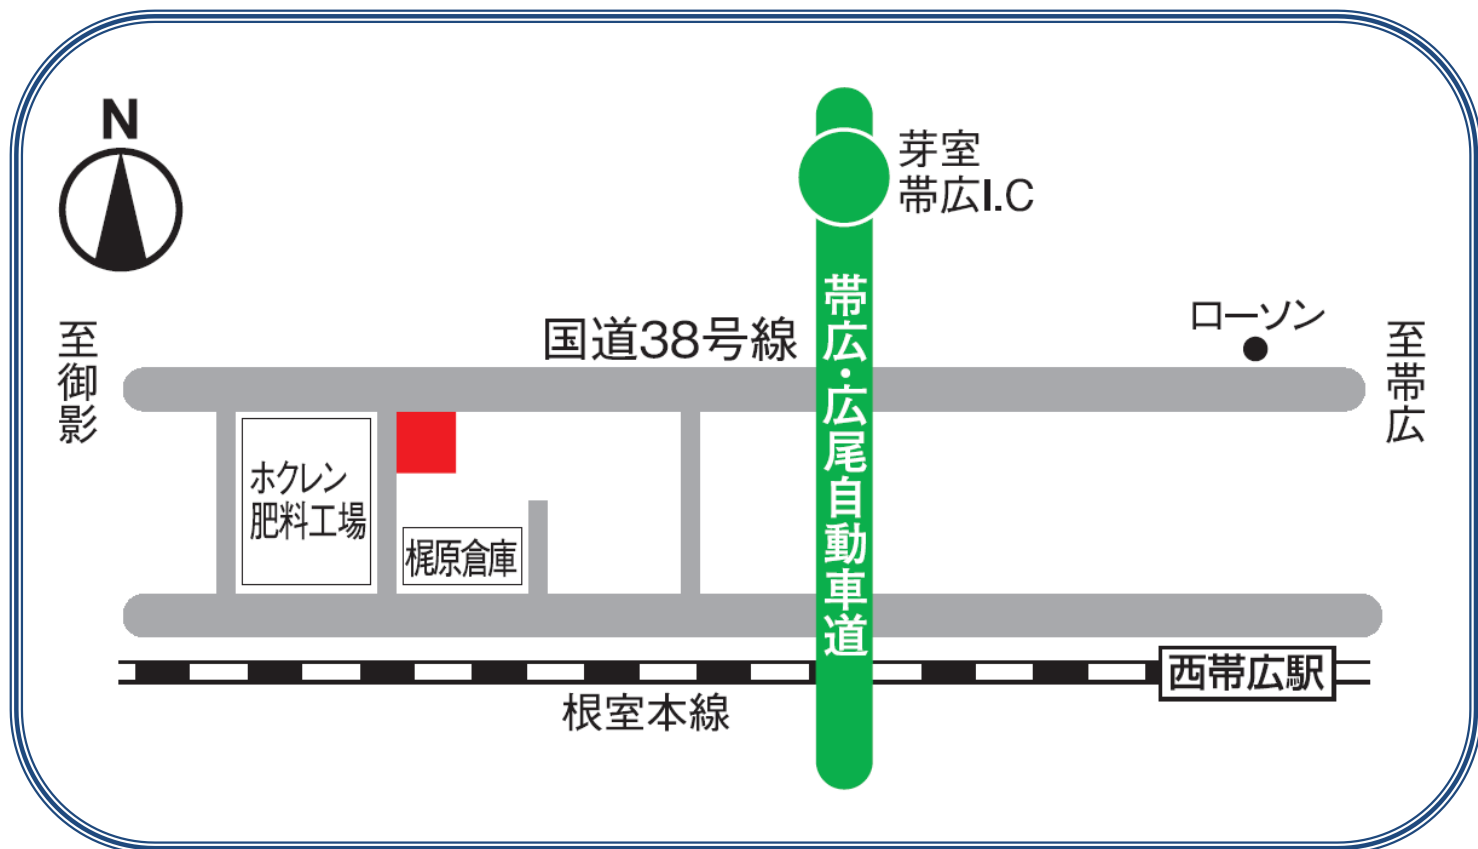 N
芽室
帯広I.C
ローソン
国道38号線
至御影
至帯広
帯広・広尾自動車道
ホクレン
肥料工場
梶原倉庫
西帯広駅
根室本線